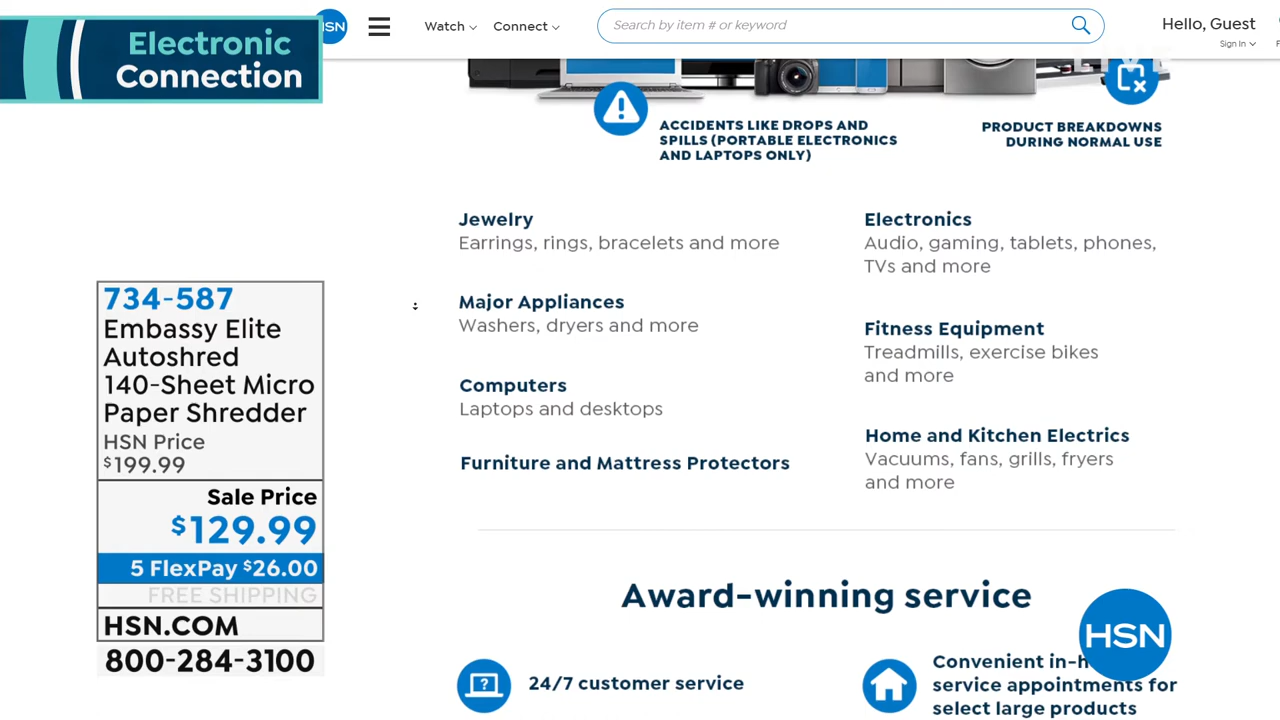 Electronic
Connection
HSN
Watch
Connect
Search by item # or keyword
Hello, Guest
Sign In
LIVE
ACCIDENTS LIKE DROPS AND
SPILLS (PORTABLE ELECTRONICS
AND LAPTOPS ONLY)
PRODUCT BREAKDOWNS
DURING NORMAL USE
Jewelry
Earrings, rings, bracelets and more
Major Appliances
Washers, dryers and more
Computers
Laptops and desktops
Furniture and Mattress Protectors
Electronics
Audio, gaming, tablets, phones,
TVs and more
Fitness Equipment
Treadmills, exercise bikes
and more
Home and Kitchen Electrics
Vacuums, fans, grills, fryers
and more
734-587
Embassy Elite
Autoshred
140-Sheet Micro
Paper Shredder
HSN Price
$199.99
Sale Price
$129.99
5 FlexPay $26.00
FREE SHIPPING
HSN.COM
800-284-3100
Award-winning service
24/7 customer service
Convenient in-h
service appointments for
select large products
HSN